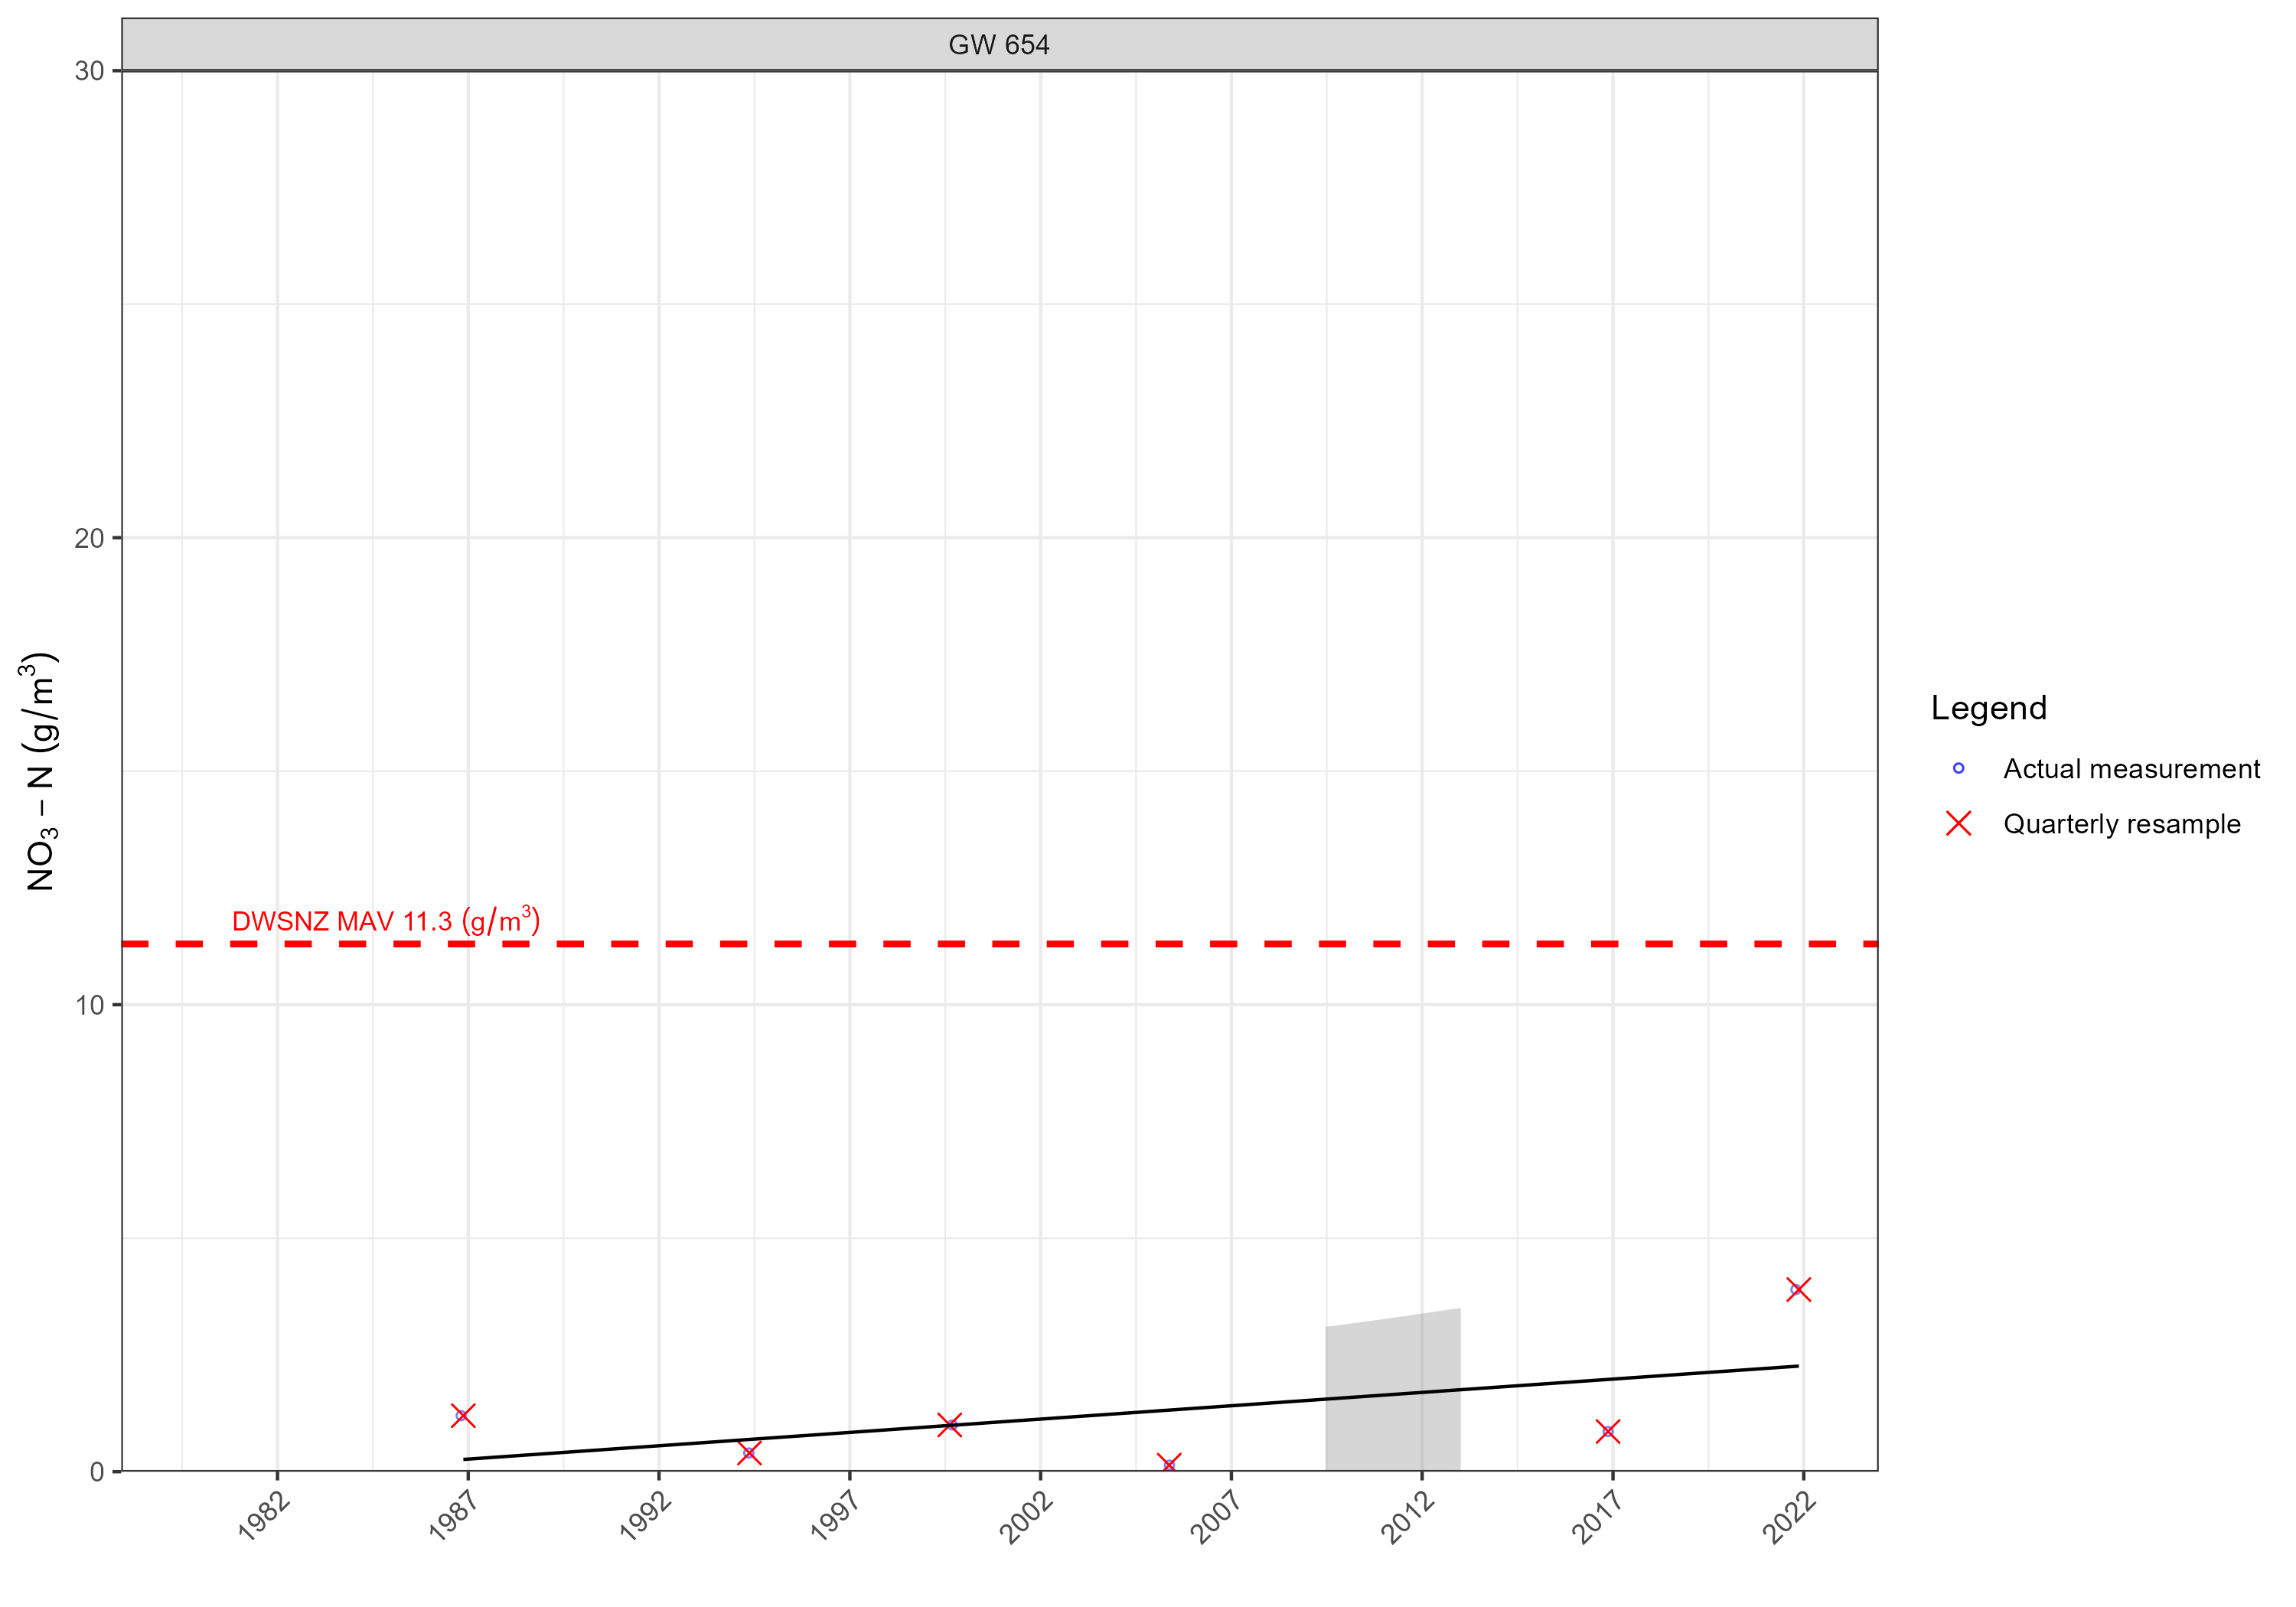 GW 654
30
20
10
0
NO₃ – N (g/m³)
DWSNZ MAV 11.3 (g/m³)
1982
1987
1992
1997
2002
2007
2012
2017
2022
Legend
Actual measurement
Quarterly resample